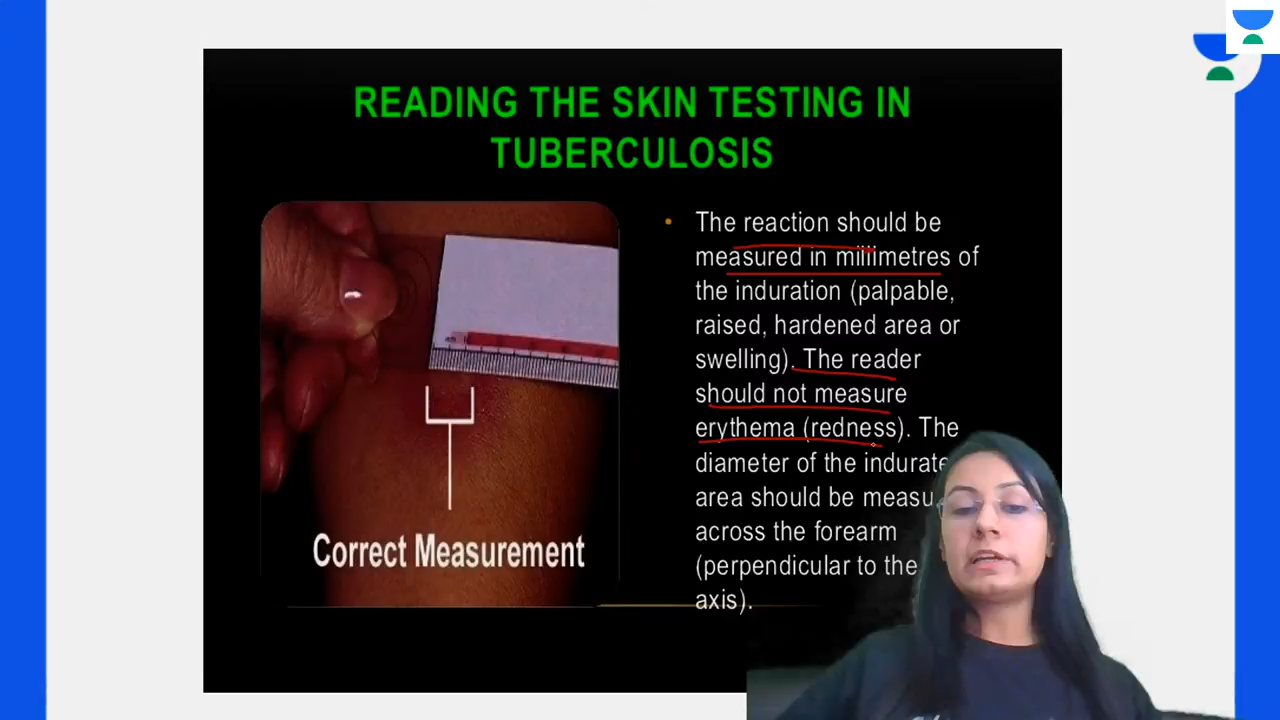 READING THE SKIN TESTING IN
TUBERCULOSIS
The reaction should be
measured in millimetres of
the induration (palpable,
raised, hardened area or
swelling). The reader
should not measure
erythema (redness). The
diameter of the
area should be
across the forearm
(perpendicular to the
axis).
Correct Measurement